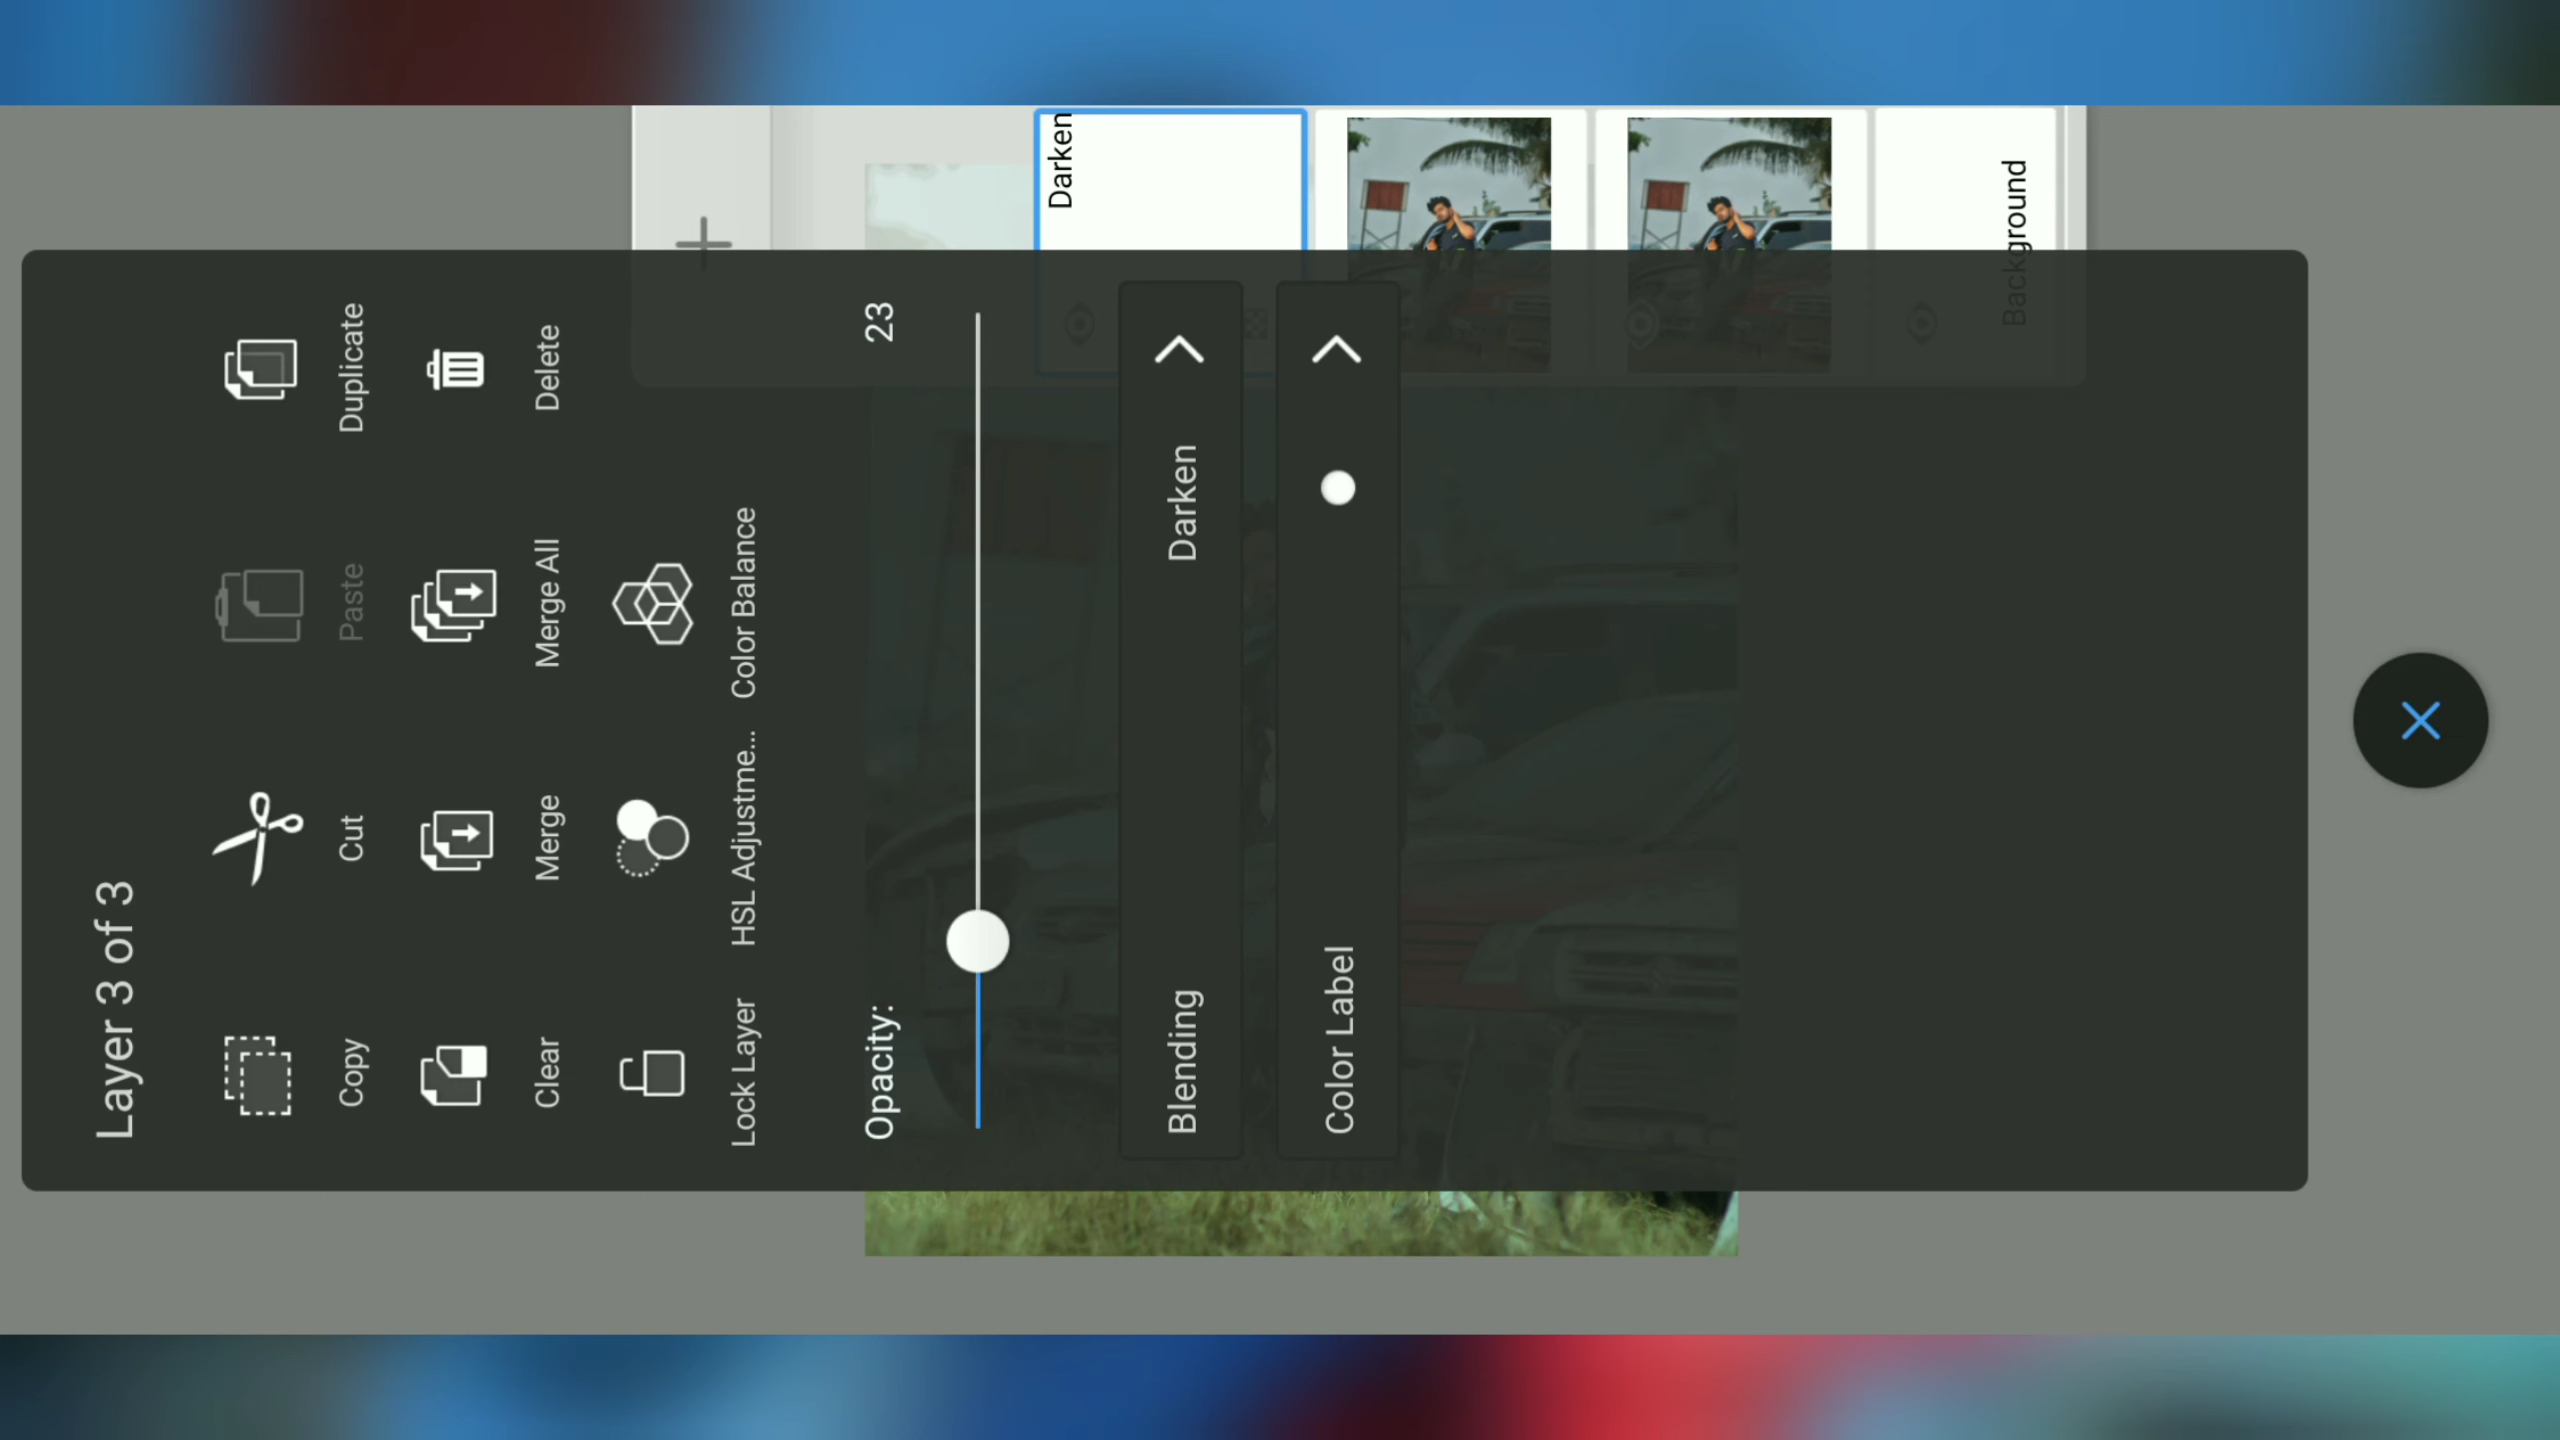 Layer 3 of 3
Copy
Cut
Paste
Duplicate
Clear
Merge
Merge All
Delete
Lock Layer
HSL Adjustme...
Color Balance
Opacity:
23
Blending
Darken
Color Label
Darken
Background